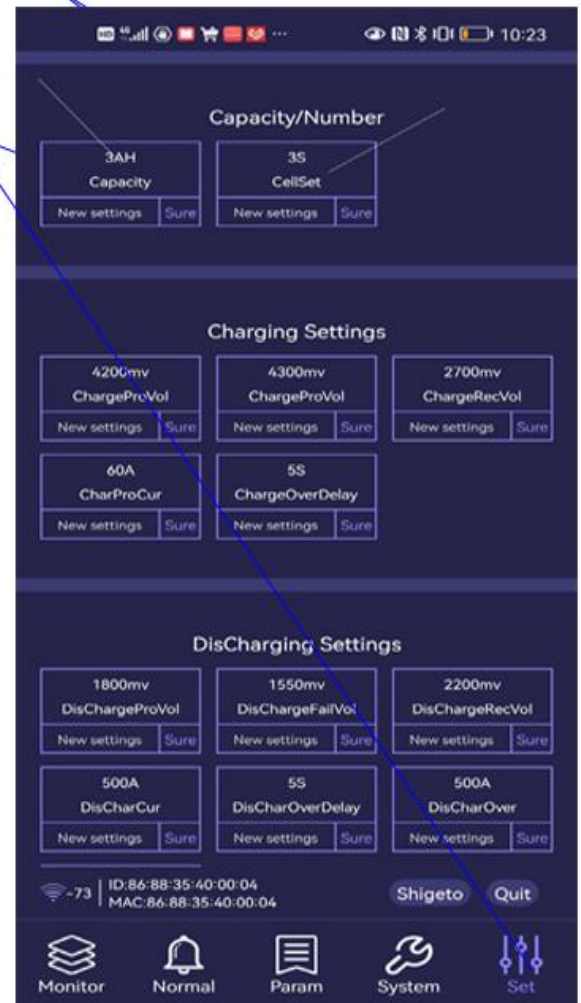 HD 4G ... 10:23
Capacity/Number
3AH 3S
Capacity CellSet
New settings Sure New settings Sure
Charging Settings
4200mv 4300mv 2700mv
ChargeProVol ChargeProVol ChargeRecVol
New settings Sure New settings Sure New settings Sure
60A 5S
CharProCur ChargeOverDelay
New settings Sure New settings Sure
DisCharging Settings
1800mv 1550mv 2200mv
DisChargeProVol DisChargeFailVol DisChargeRecVol
New settings Sure New settings Sure New settings Sure
500A 5S 500A
DisCharCur DisCharOverDelay DisCharOver
New settings Sure New settings Sure New settings Sure
-73 ID:86:88:35:40:00:04
MAC:86:88:35:40:00:04 Shigeto Quit
Monitor Normal Param System Set